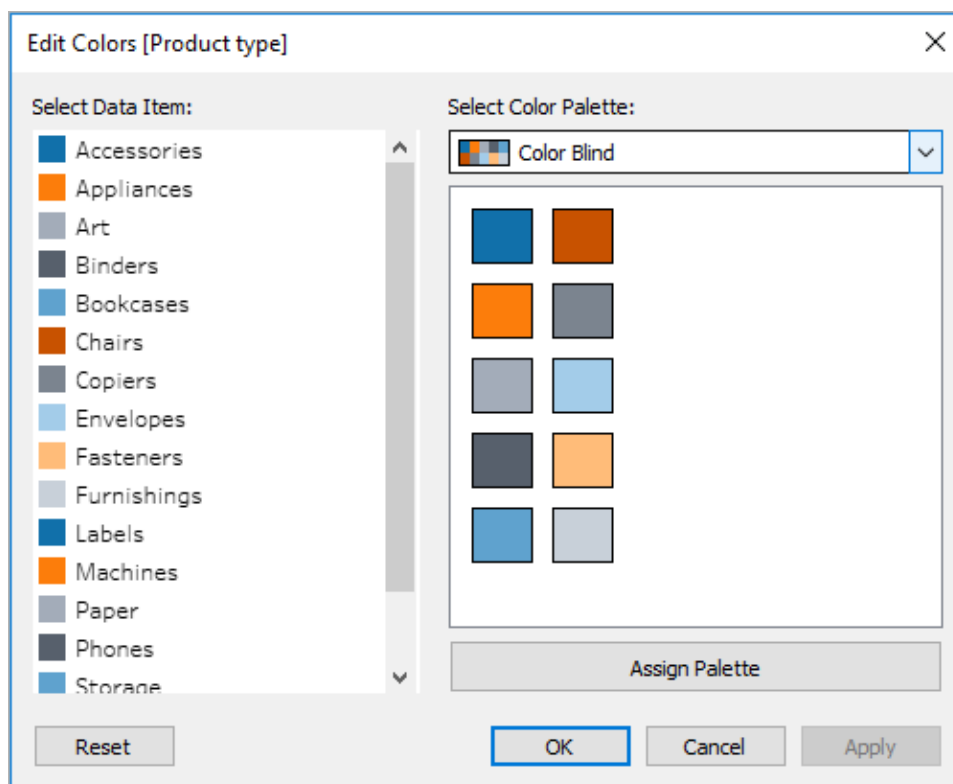 Edit Colors [Product type]
Select Data Item:
Accessories
Appliances
Art
Binders
Bookcases
Chairs
Copiers
Envelopes
Fasteners
Furnishings
Labels
Machines
Paper
Phones
Storage
Select Color Palette:
Color Blind
Assign Palette
Reset
OK
Cancel
Apply